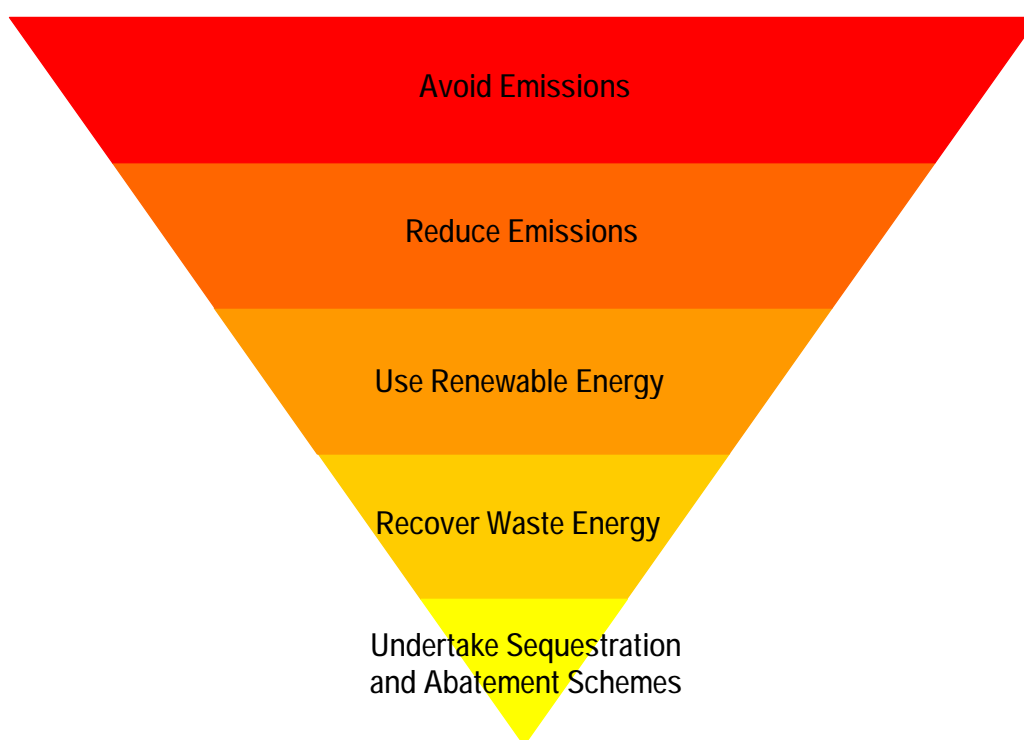 Avoid Emissions
Reduce Emissions
Use Renewable Energy
Recover Waste Energy
Undertake Sequestration
and Abatement Schemes